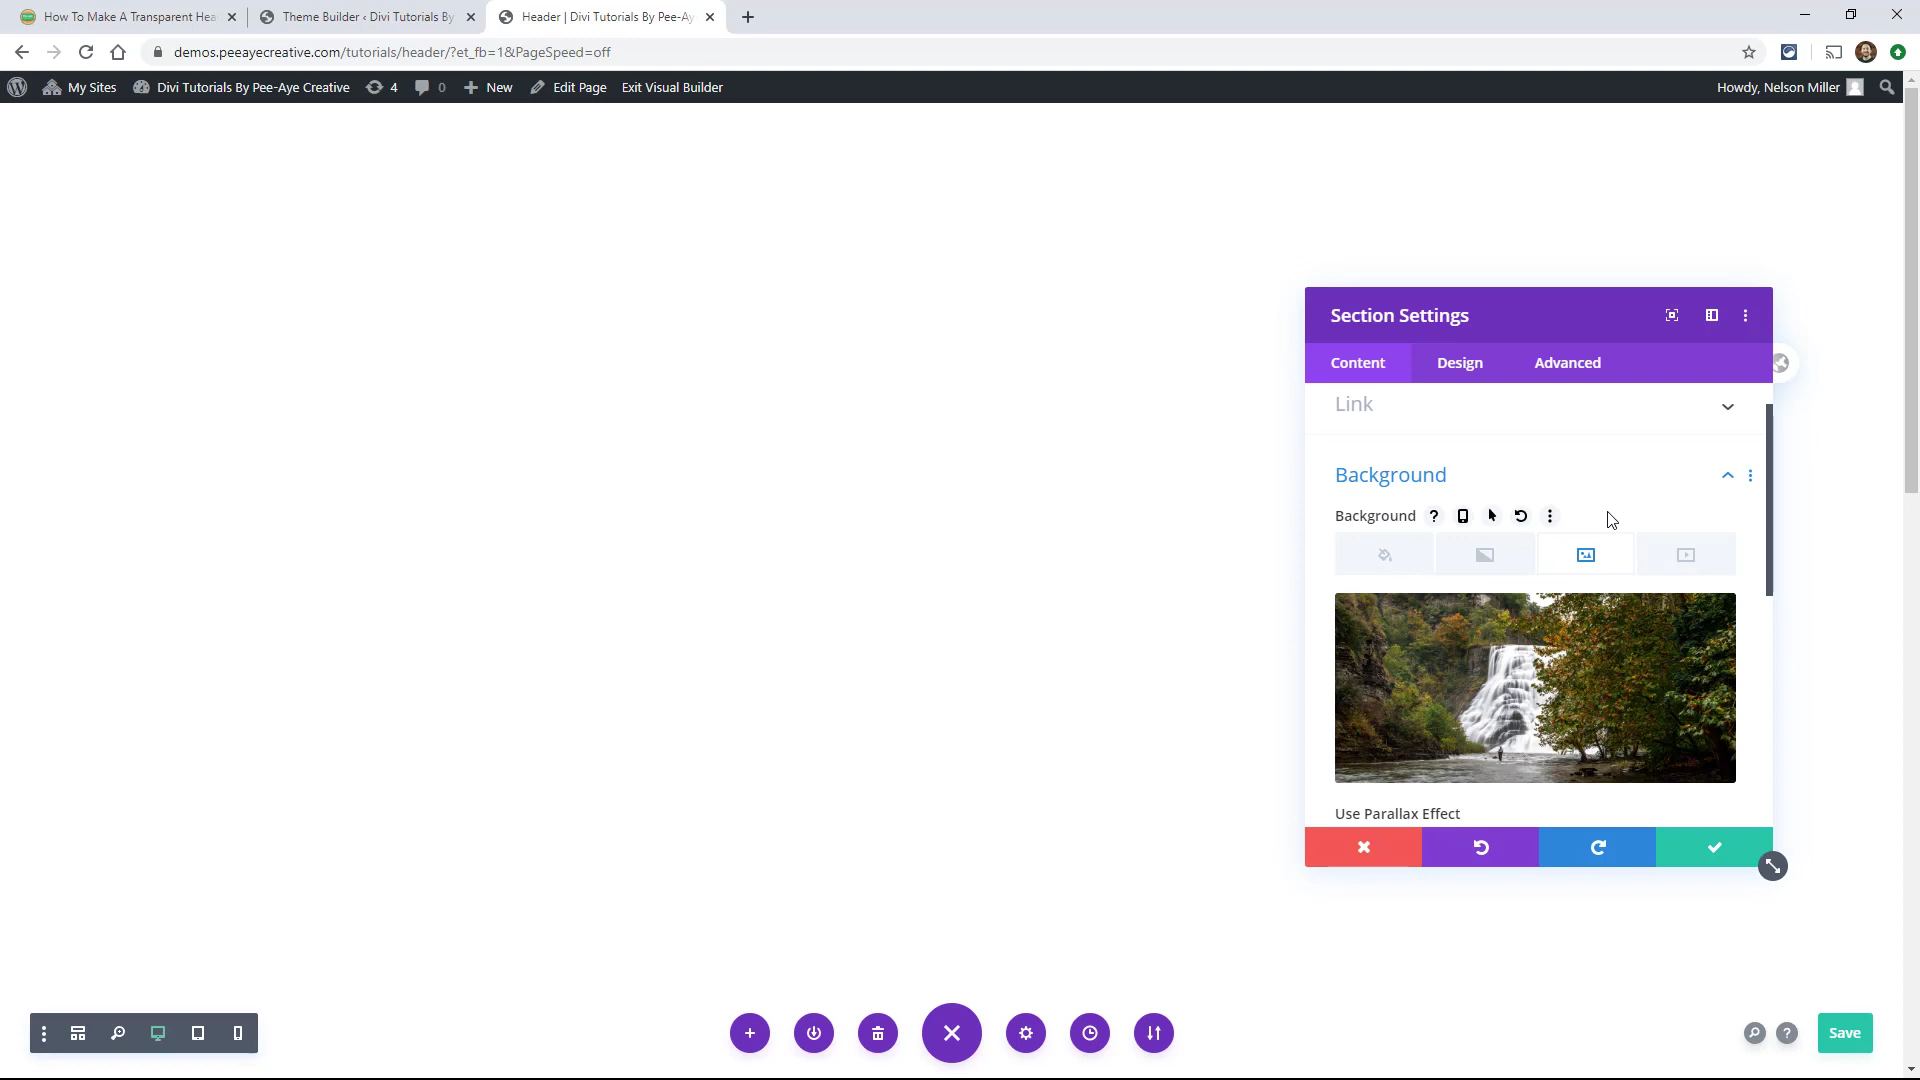 How To Make A Transparent Hea
Theme Builder ‹ Divi Tutorials By
Header | Divi Tutorials By Pee-Ay
demos.peeayecreative.com/tutorials/header/?et_fb=1&PageSpeed=off
My Sites
Divi Tutorials By Pee-Aye Creative
4
0
New
Edit Page
Exit Visual Builder
Howdy, Nelson Miller
Section Settings
Content
Design
Advanced
Link
Background
Background ?
Use Parallax Effect
?
Save